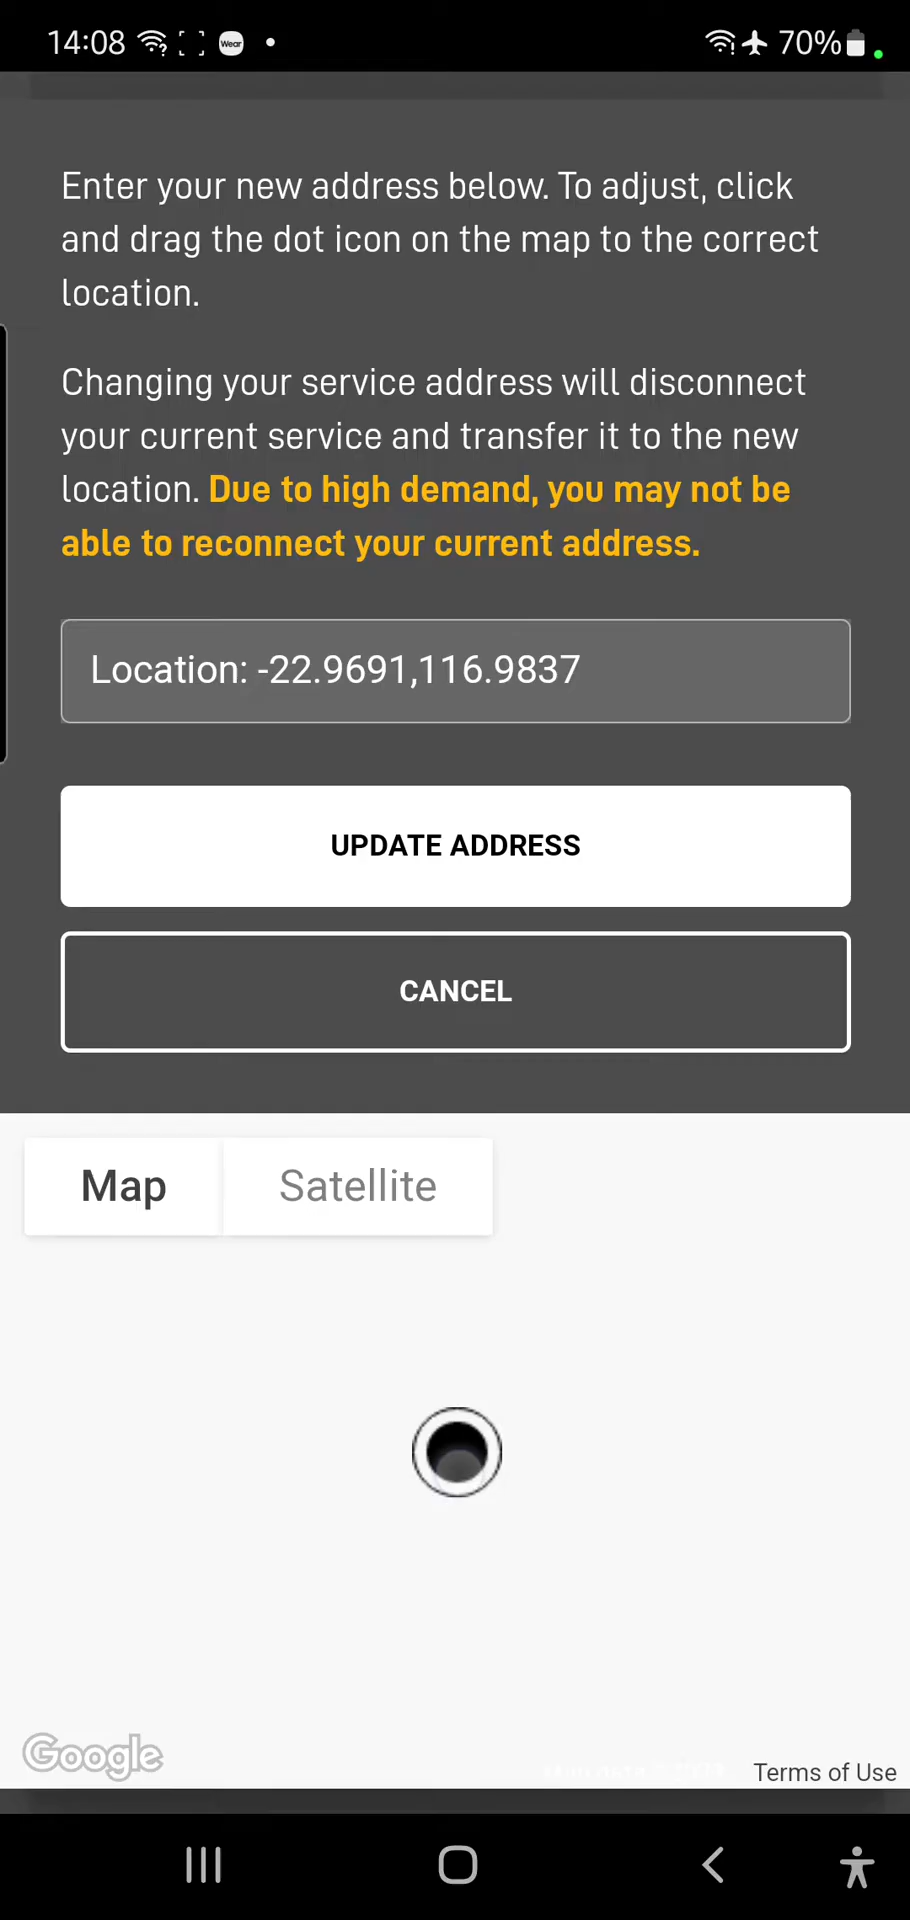 14:08
Wear
70%
Enter your new address below. To adjust, click
and drag the dot icon on the map to the correct
location.
Changing your service address will disconnect
your current service and transfer it to the new
location. Due to high demand, you may not be
able to reconnect your current address.
Location: -22.9691,116.9837
UPDATE ADDRESS
CANCEL
Map
Satellite
Google
Terms of Use